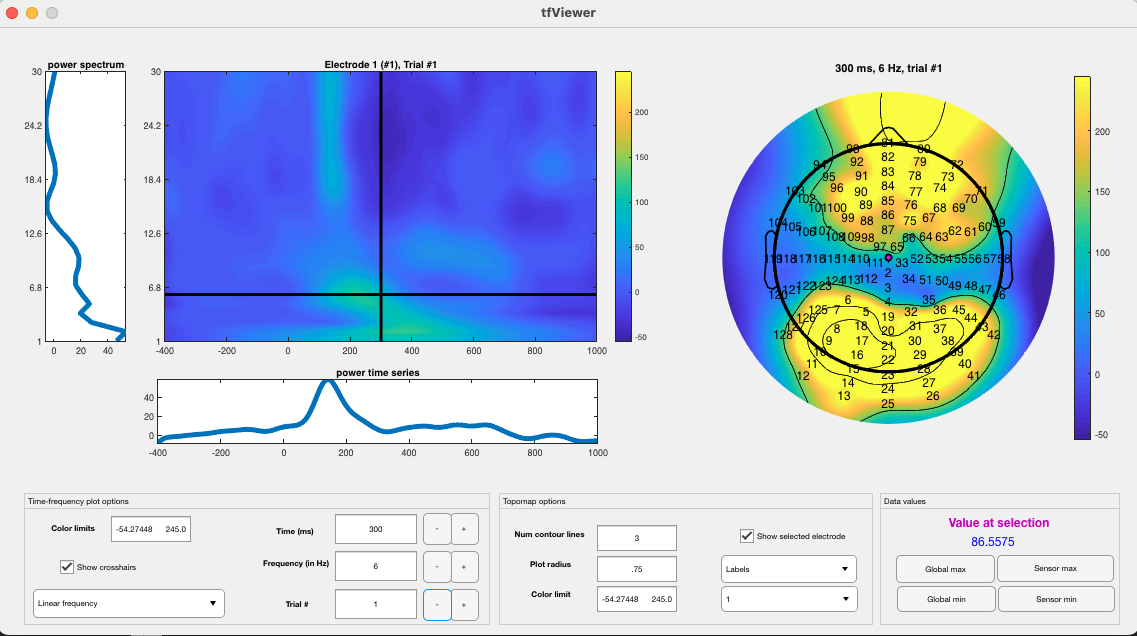 tfViewer
power spectrum
30
24.2
18.4
12.6
6.8
1
0 20 40
Electrode 1 (#1), Trial #1
30
24.2
18.4
12.6
6.8
1
-400 -200 0 200 400 600 800 1000
200
150
100
50
0
-50
power time series
40
20
0
-400 -200 0 200 400 600 800 1000
300 ms, 6 Hz, trial #1
81
82 79 72
92
94
83 78 73
95 91
96 90 84 77 74 71
103 102 89 85 76 68 69 70
101 100
99 88 86 75 67
104 105 106 107 87 62 61 60 59
108 109 98 66 64 63
97 65
119 118 117 116 115 114 110 111 1 33 52 53 54 55 56 57 58
2
124 113 112 34 51 50
120 121 122 123 3 49 48 47 46
6 4 35
125 7 5 19 32 36 45
126 44
127 8 18 20 31 37 43
128 9 17 21 30 38 42
10 16 22 29 39
11 15 28 40
12 23 41
14 24 27
13 25 26
200
150
100
50
0
-50
Time-frequency plot options
Color limits -54.27448 245.0
Show crosshairs
Linear frequency
Time (ms) 300 - +
Frequency (in Hz) 6 - +
Trial # 1 - +
Topomap options
Num contour lines 3
Plot radius .75
Color limit -54.27448 245.0
Show selected electrode
Labels
1
Data values
Value at selection
86.5575
Global max Sensor max
Global min Sensor min